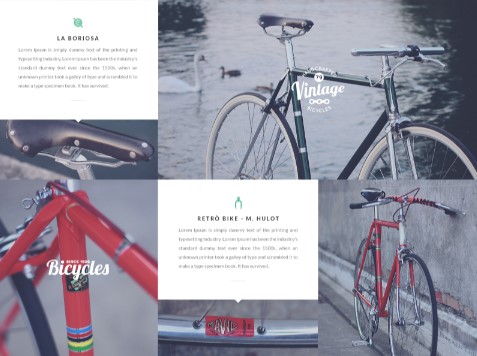 LA BORIOSA
Lorem Ipsum is simply dummy text of the printing and
typesetting industry. Lorem Ipsum has been the industry's
standard dummy text ever since the 1500s, when an
unknown printer took a galley of type and scrambled it to
make a type specimen book. It has survived.
19
Vintage
BICYCLES
SINCE 1958
Bicycles
RETRÒ BIKE - M. HULOT
Lorem Ipsum is simply dummy text of the printing and
typesetting industry. Lorem Ipsum has been the industry's
standard dummy text ever since the 1500s, when an
unknown printer took a galley of type and scrambled it to
make a type specimen book. It has survived.
MAVIC